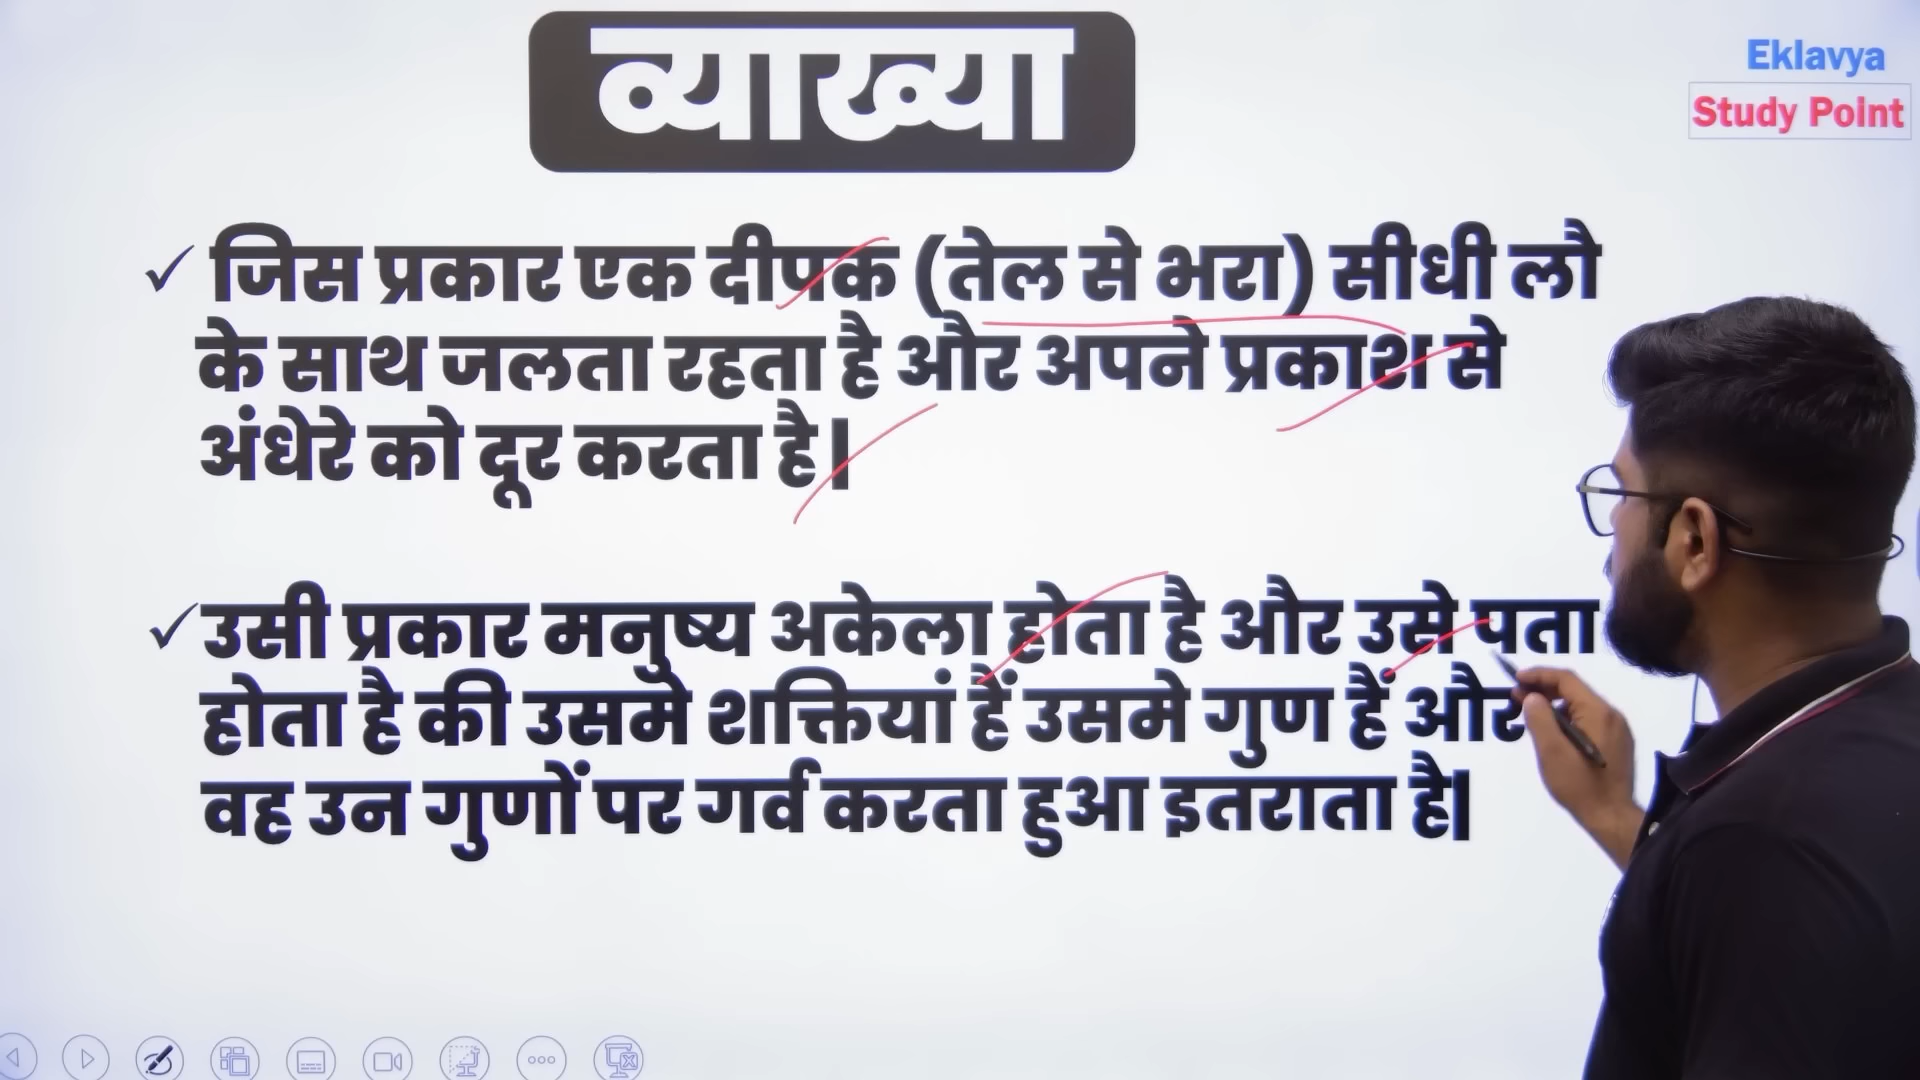 व्याख्या
Eklavya
Study Point
जिस प्रकार एक दीपक (तेल से भरा) सीधी लौ
के साथ जलता रहता है और अपने प्रकाश से
अंधेरे को दूर करता है|
उसी प्रकार मनुष्य अकेला होता है और उसे पता
होता है की उसमे शक्तियां हैं उसमे गुण हैं और
वह उन गुणों पर गर्व करता हुआ इतराता है|